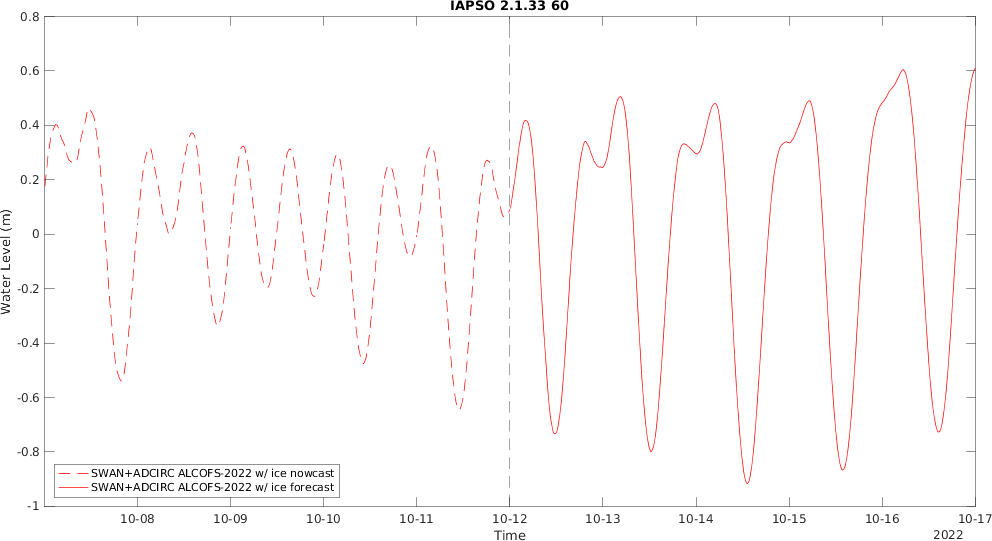 IAPSO 2.1.33 60
0.8
0.6
0.4
0.2
0
-0.2
-0.4
-0.6
-0.8
-1
Water Level (m)
SWAN+ADCIRC ALCOFS-2022 w/ ice nowcast
SWAN+ADCIRC ALCOFS-2022 w/ ice forecast
10-08 10-09 10-10 10-11 10-12 10-13 10-14 10-15 10-16 10-17
Time
2022